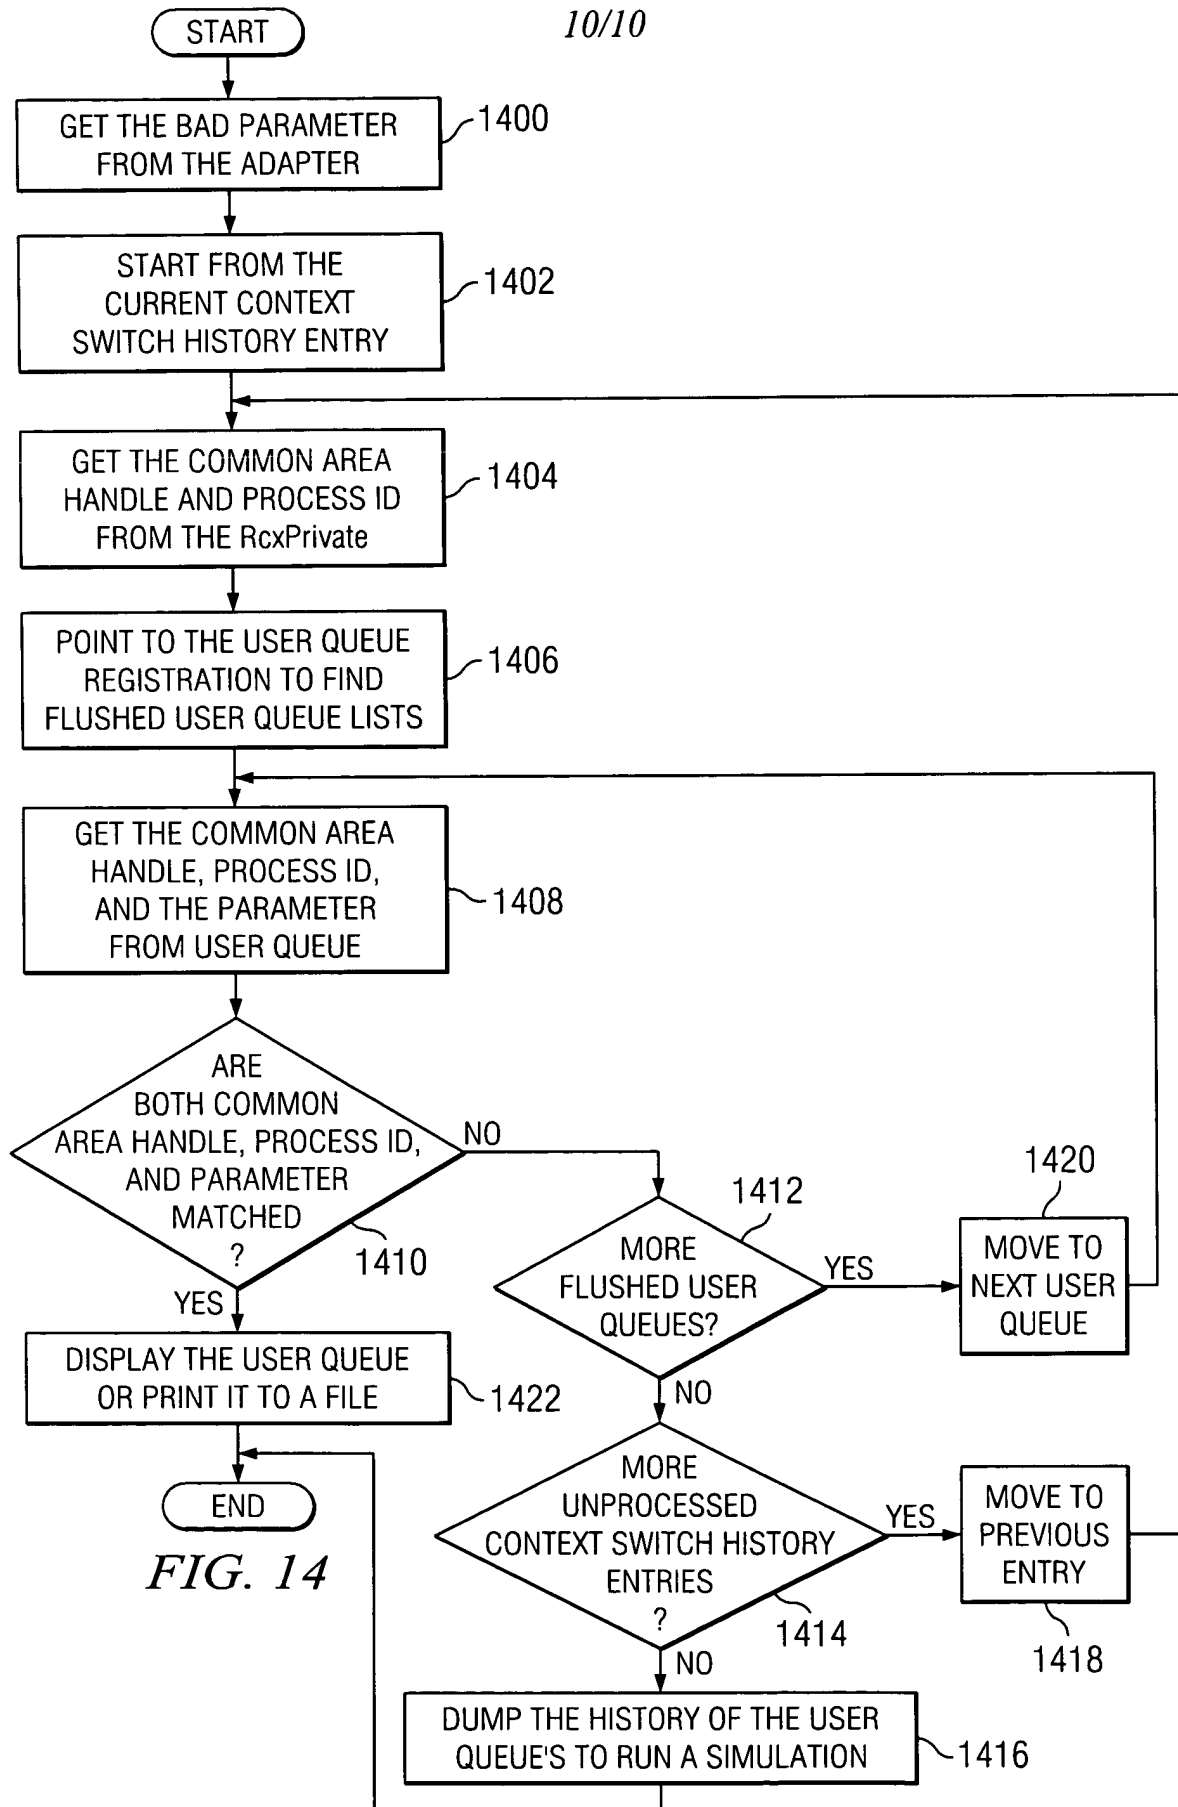 START
10/10
GET THE BAD PARAMETER
FROM THE ADAPTER
1400
START FROM THE
CURRENT CONTEXT
SWITCH HISTORY ENTRY
1402
GET THE COMMON AREA
HANDLE AND PROCESS ID
FROM THE RcxPrivate
1404
POINT TO THE USER QUEUE
REGISTRATION TO FIND
FLUSHED USER QUEUE LISTS
1406
GET THE COMMON AREA
HANDLE, PROCESS ID,
AND THE PARAMETER
FROM USER QUEUE
1408
ARE
BOTH COMMON
AREA HANDLE, PROCESS ID,
AND PARAMETER
MATCHED
?
1410
NO
YES
MORE
FLUSHED USER
QUEUES?
1412
YES
NO
MOVE TO
NEXT USER
QUEUE
1420
DISPLAY THE USER QUEUE
OR PRINT IT TO A FILE
1422
END
FIG. 14
MORE
UNPROCESSED
CONTEXT SWITCH HISTORY
ENTRIES
?
1414
YES
NO
MOVE TO
PREVIOUS
ENTRY
1418
DUMP THE HISTORY OF THE USER
QUEUE'S TO RUN A SIMULATION
1416